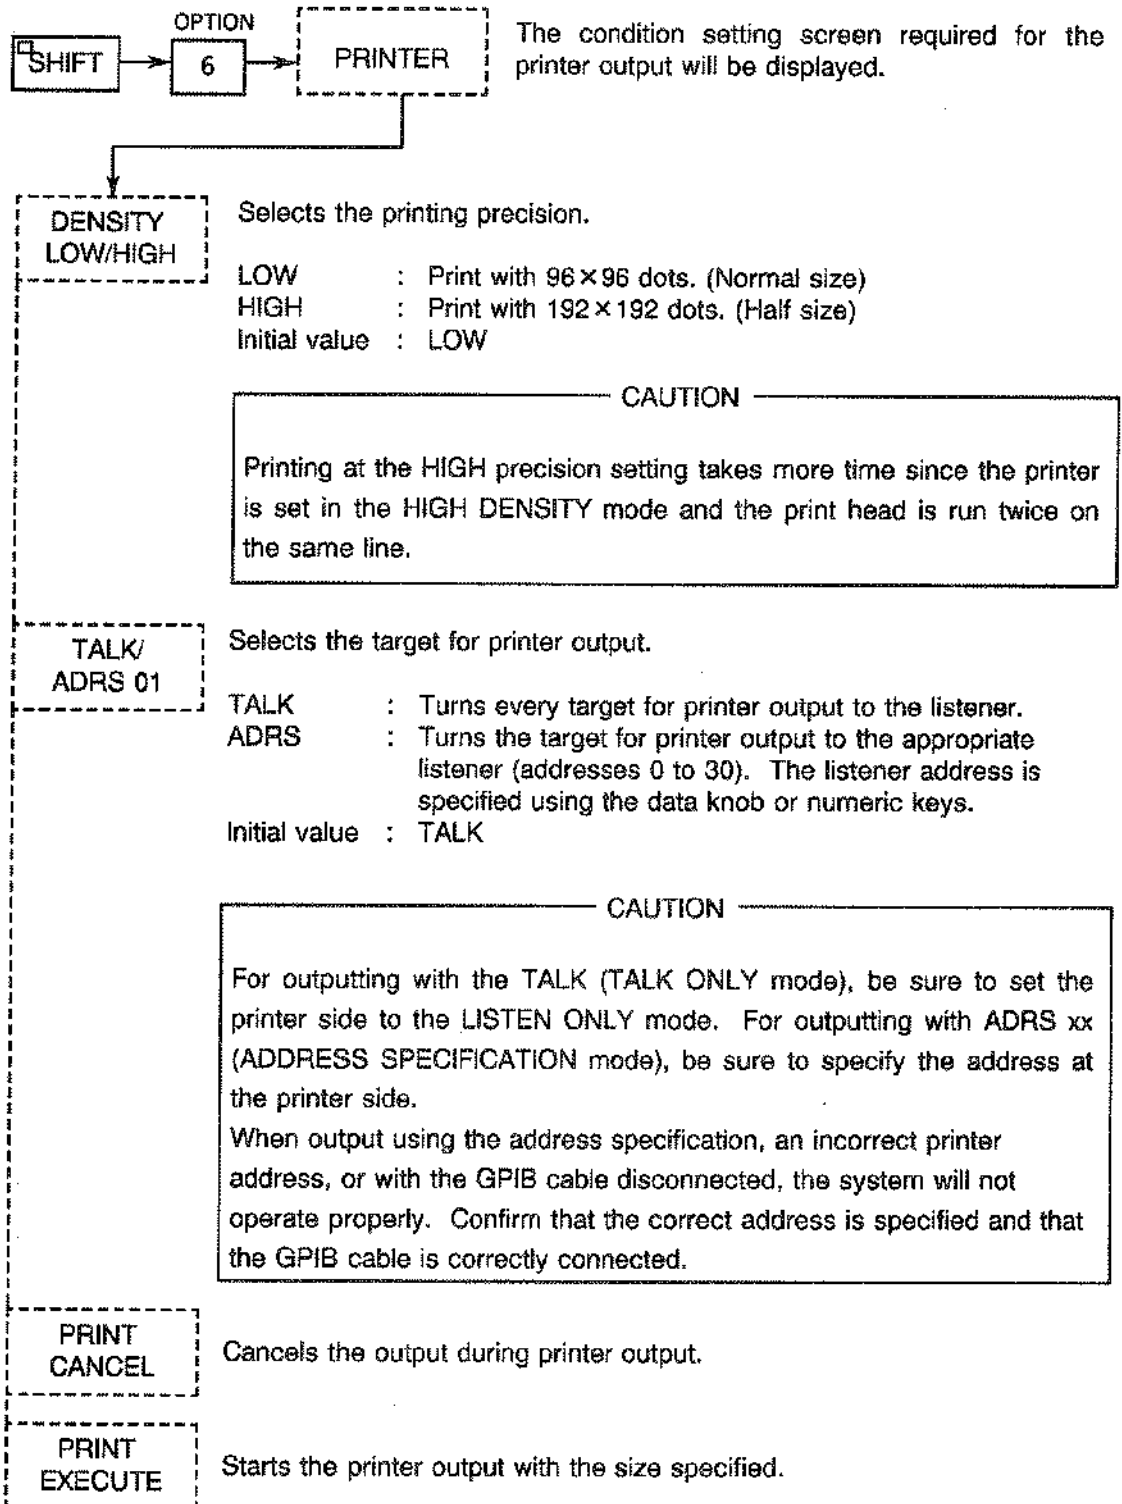 OPTION
SHIFT
6
PRINTER
The condition setting screen required for the
printer output will be displayed.
DENSITY
LOW/HIGH
Selects the printing precision.
LOW : Print with 96×96 dots. (Normal size)
HIGH : Print with 192×192 dots. (Half size)
Initial value : LOW
CAUTION
Printing at the HIGH precision setting takes more time since the printer
is set in the HIGH DENSITY mode and the print head is run twice on
the same line.
TALK/
ADRS 01
Selects the target for printer output.
TALK : Turns every target for printer output to the listener.
ADRS : Turns the target for printer output to the appropriate
listener (addresses 0 to 30). The listener address is
specified using the data knob or numeric keys.
Initial value : TALK
CAUTION
For outputting with the TALK (TALK ONLY mode), be sure to set the
printer side to the LISTEN ONLY mode. For outputting with ADRS xx
(ADDRESS SPECIFICATION mode), be sure to specify the address at
the printer side.
When output using the address specification, an incorrect printer
address, or with the GPIB cable disconnected, the system will not
operate properly. Confirm that the correct address is specified and that
the GPIB cable is correctly connected.
PRINT
CANCEL
Cancels the output during printer output.
PRINT
EXECUTE
Starts the printer output with the size specified.